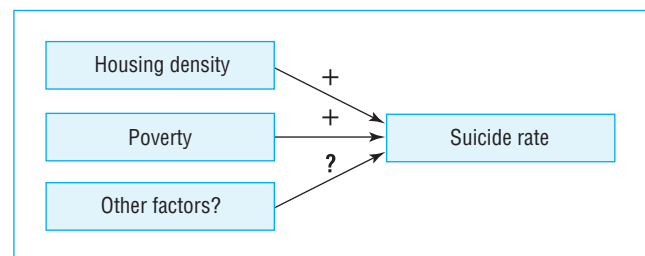 Housing density
+
+
Poverty
Suicide rate
?
Other factors?